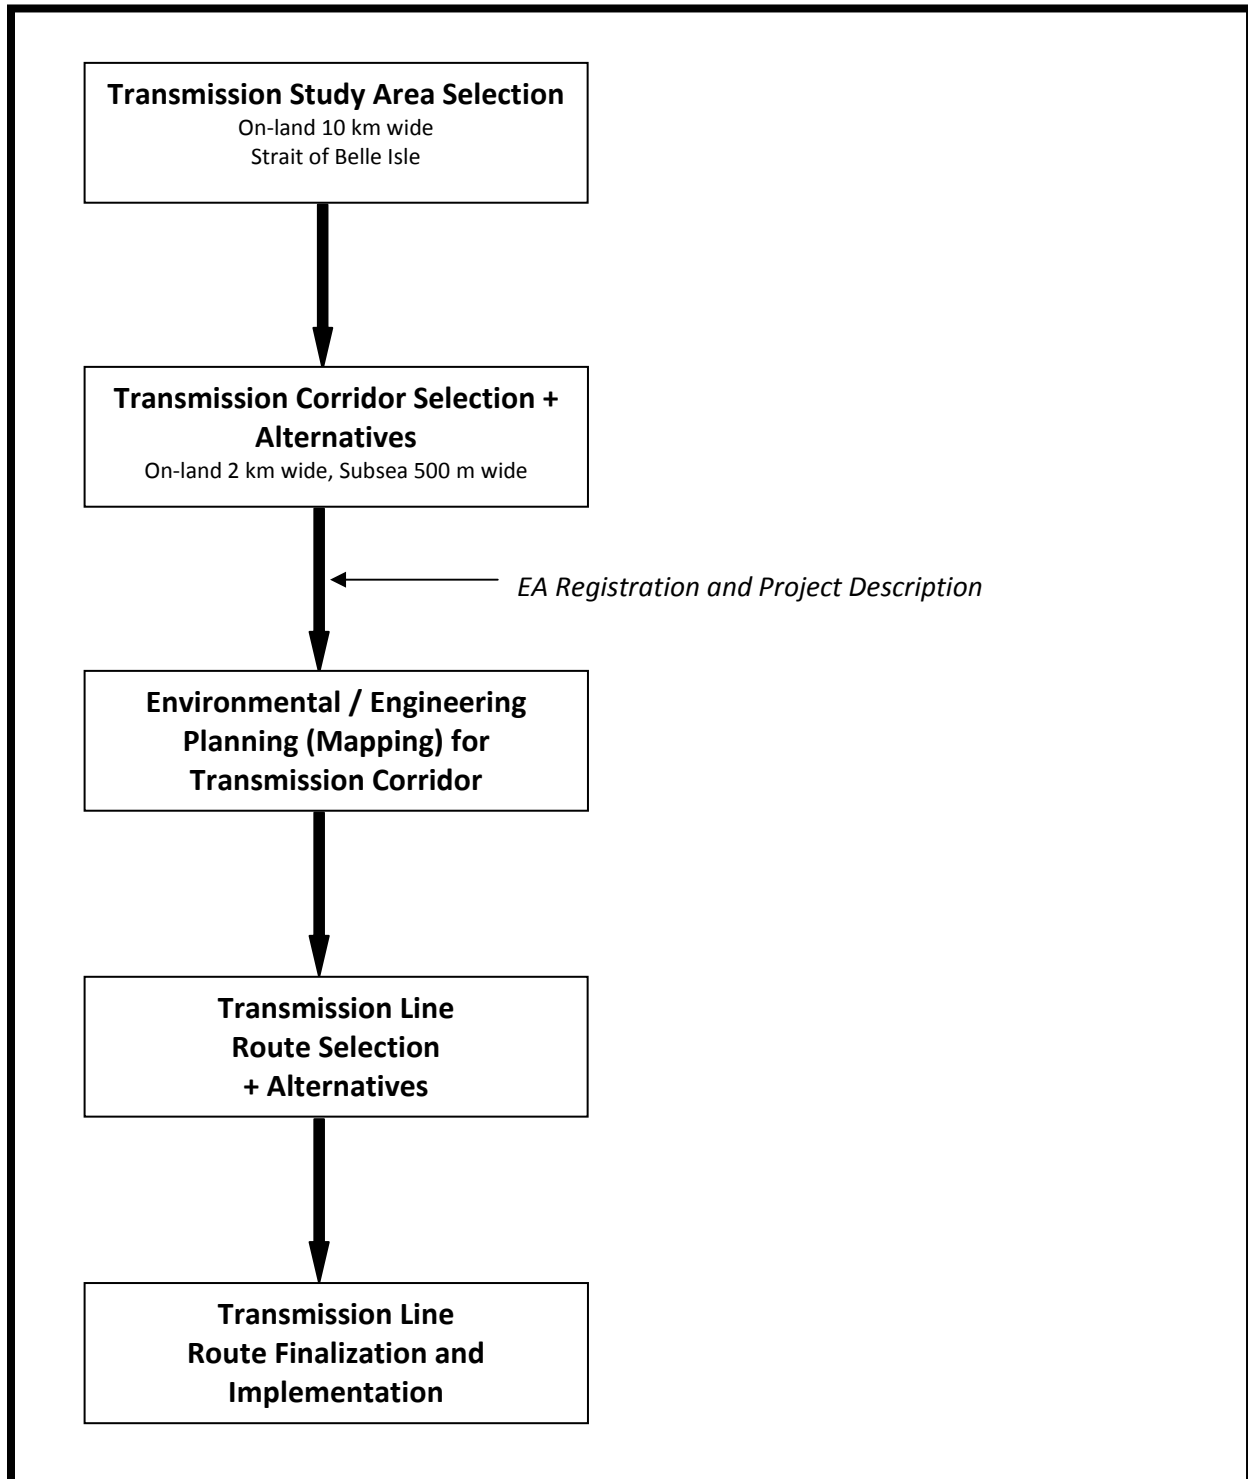 Transmission Study Area Selection
On-land 10 km wide
Strait of Belle Isle
Transmission Corridor Selection +
Alternatives
On-land 2 km wide, Subsea 500 m wide
EA Registration and Project Description
Environmental / Engineering
Planning (Mapping) for
Transmission Corridor
Transmission Line
Route Selection
+ Alternatives
Transmission Line
Route Finalization and
Implementation